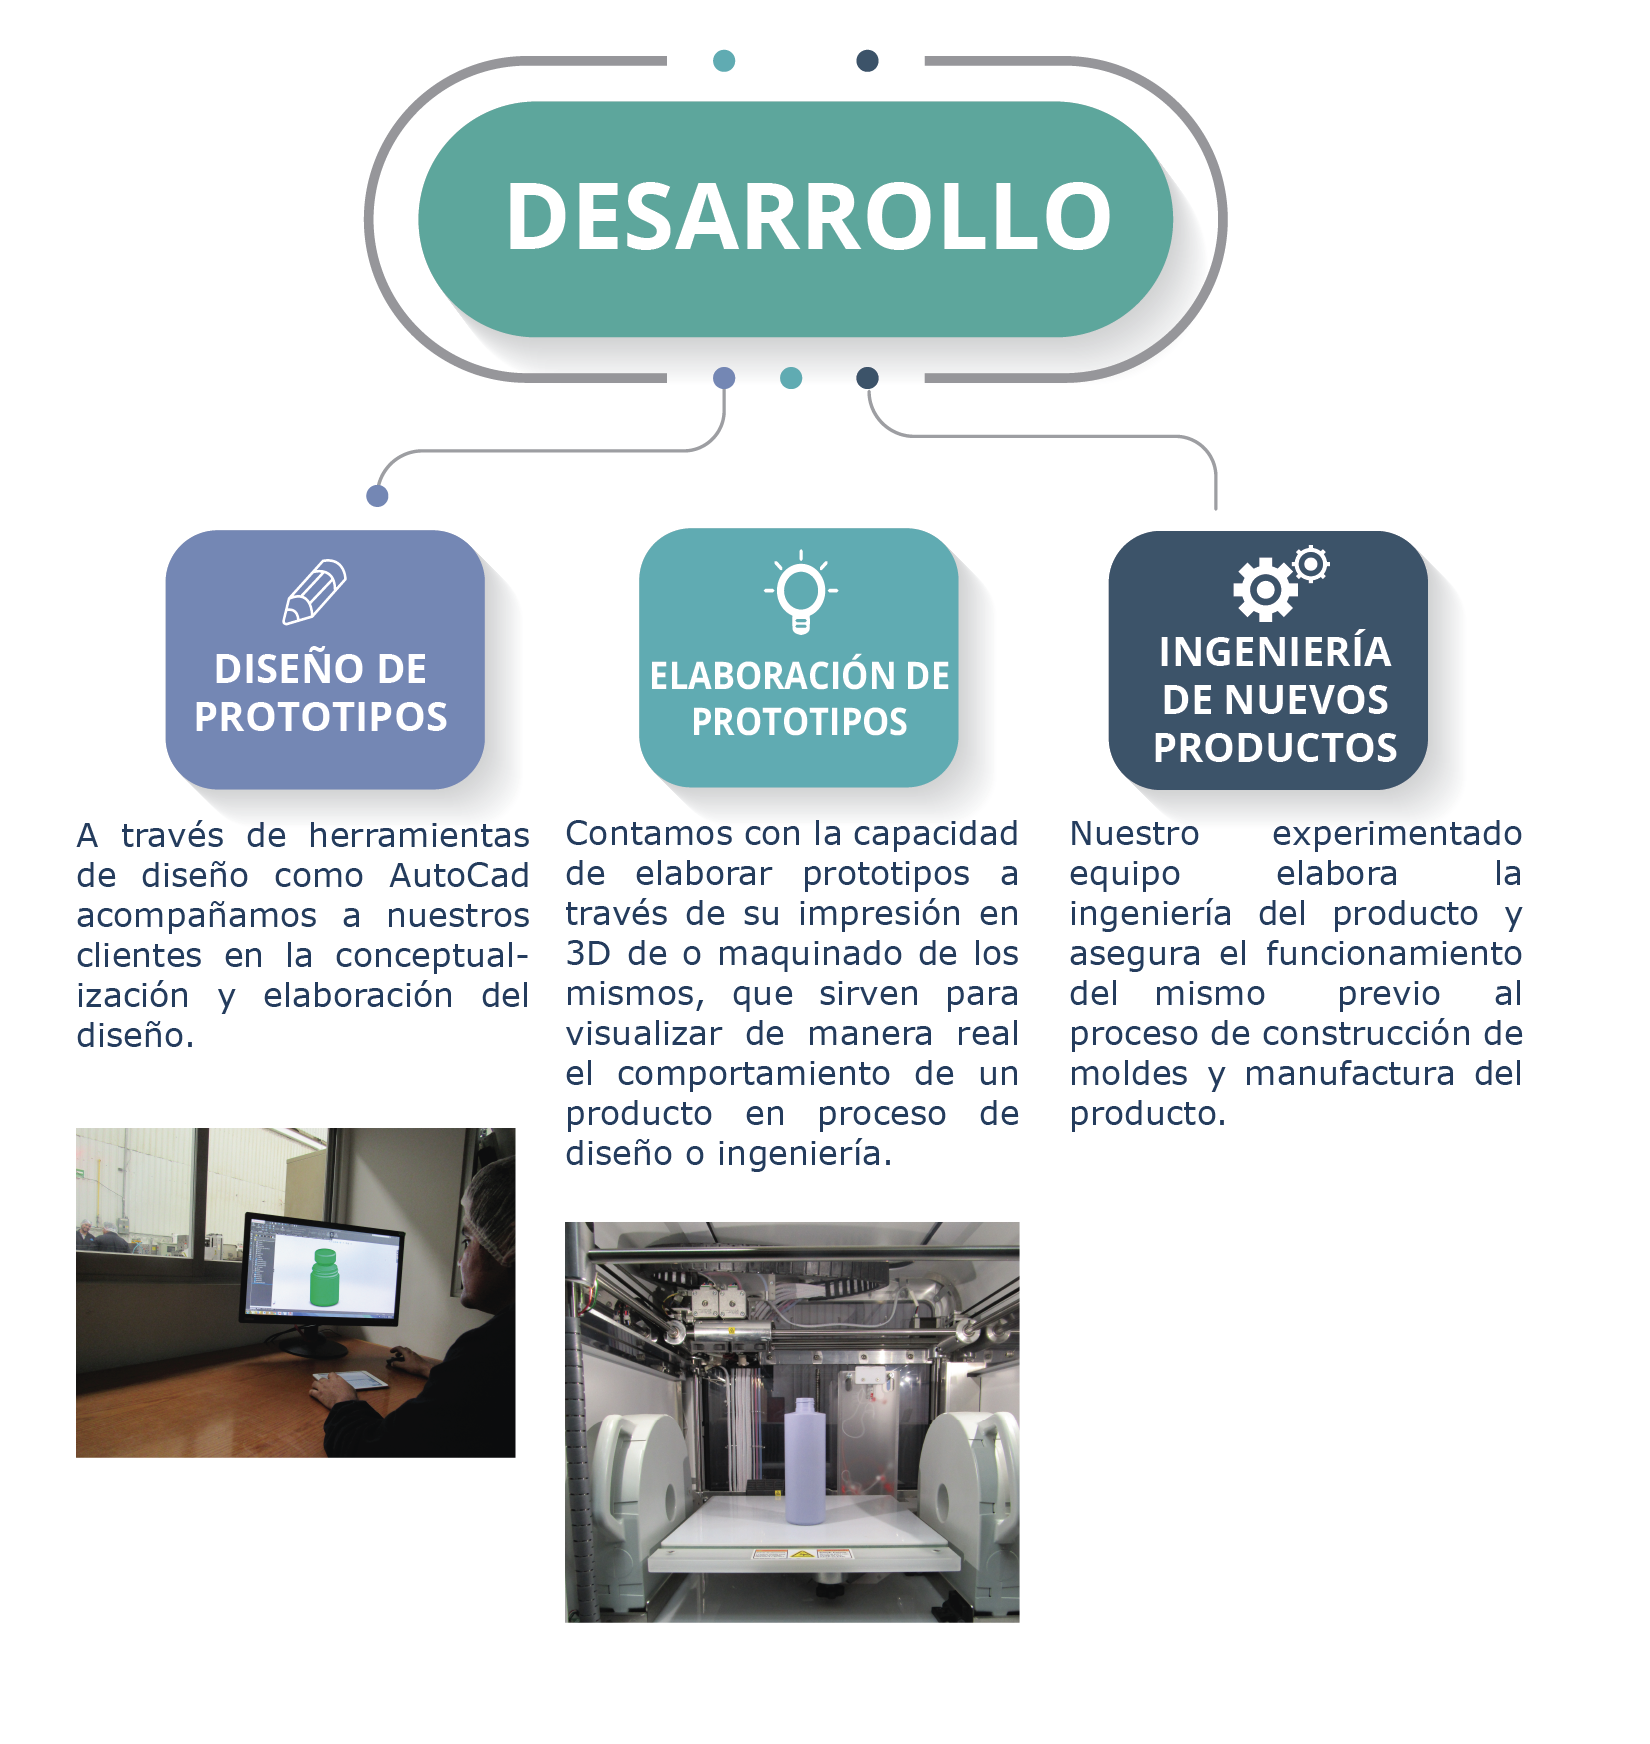 DESARROLLO
DISEÑO DE
PROTOTIPOS
A través de herramientas
de diseño como AutoCad
acompañamos a nuestros
clientes en la conceptual-
ización y elaboración del
diseño.
ELABORACIÓN DE
PROTOTIPOS
Contamos con la capacidad
de elaborar prototipos a
través de su impresión en
3D de o maquinado de los
mismos, que sirven para
visualizar de manera real
el comportamiento de un
producto en proceso de
diseño o ingeniería.
INGENIERÍA
DE NUEVOS
PRODUCTOS
Nuestro experimentado
equipo elabora la
ingeniería del producto y
asegura el funcionamiento
del mismo previo al
proceso de construcción de
moldes y manufactura del
producto.